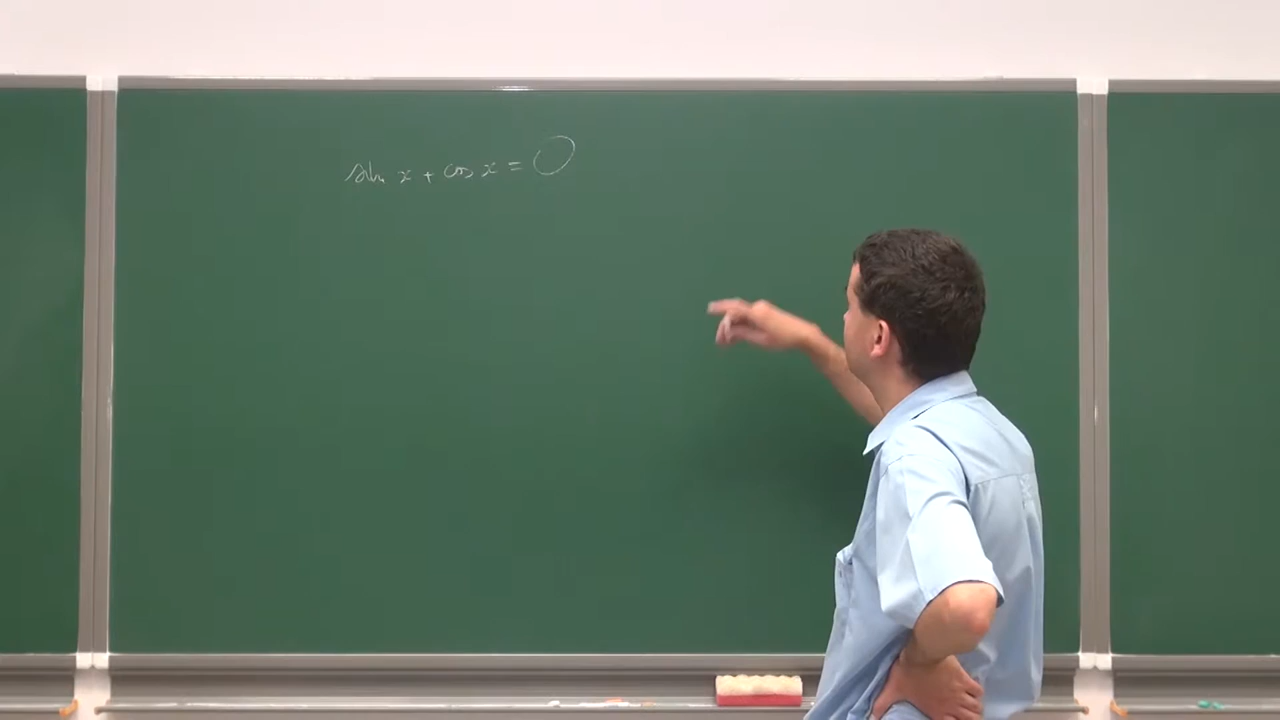 sin x + cos x = 0